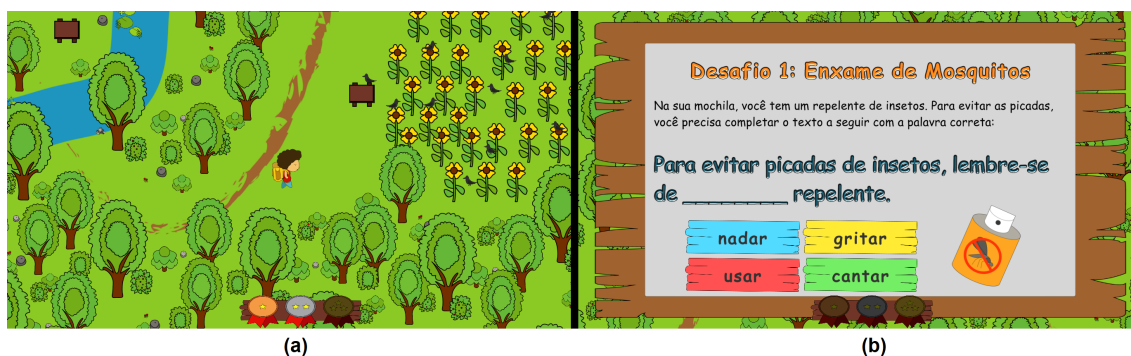 Desafio 1: Enxame de Mosquitos
Na sua mochila, você tem um repelente de insetos. Para evitar as picadas,
você precisa completar o texto a seguir com a palavra correta:
Para evitar picadas de insetos, lembre-se
de __________ repelente.
nadar
gritar
usar
cantar
(a)
(b)